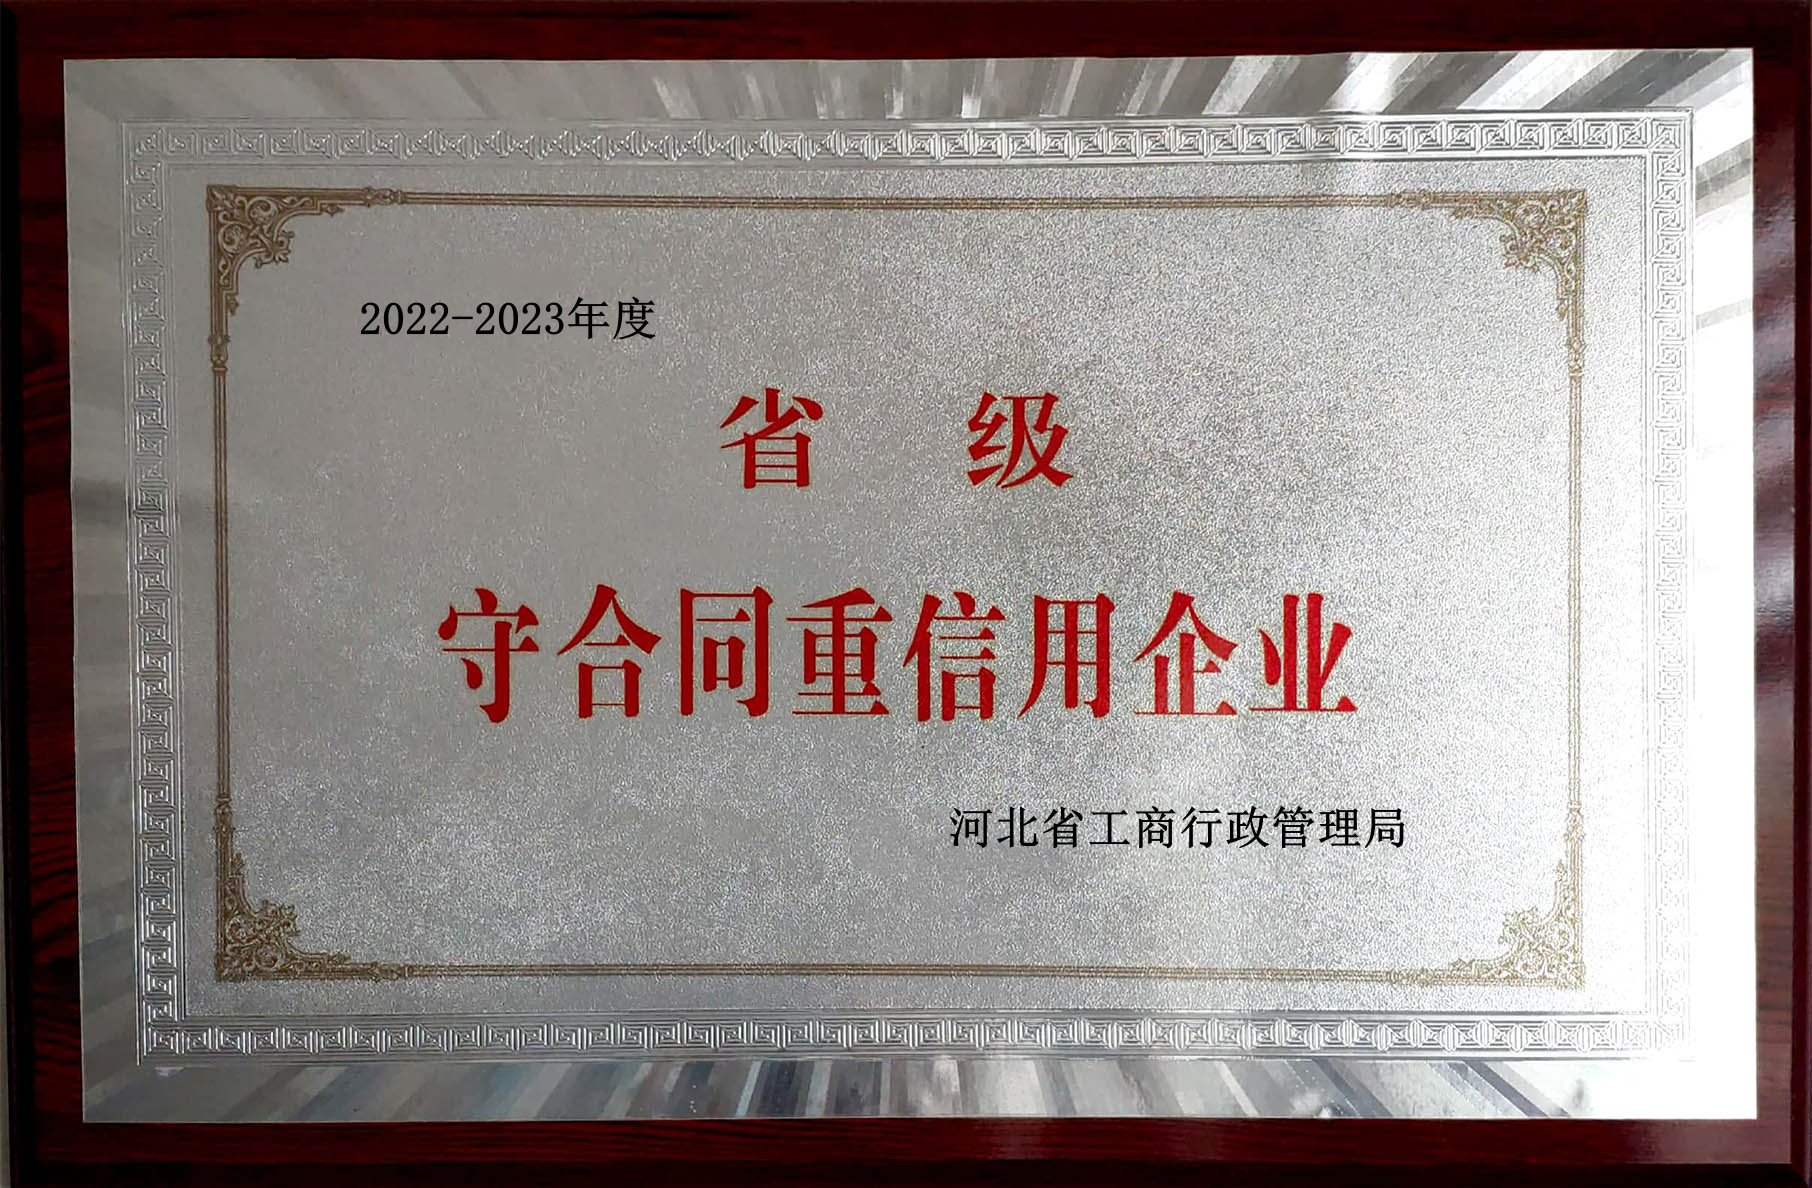 2022-2023年度
省 级
守合同重信用企业
河北省工商行政管理局